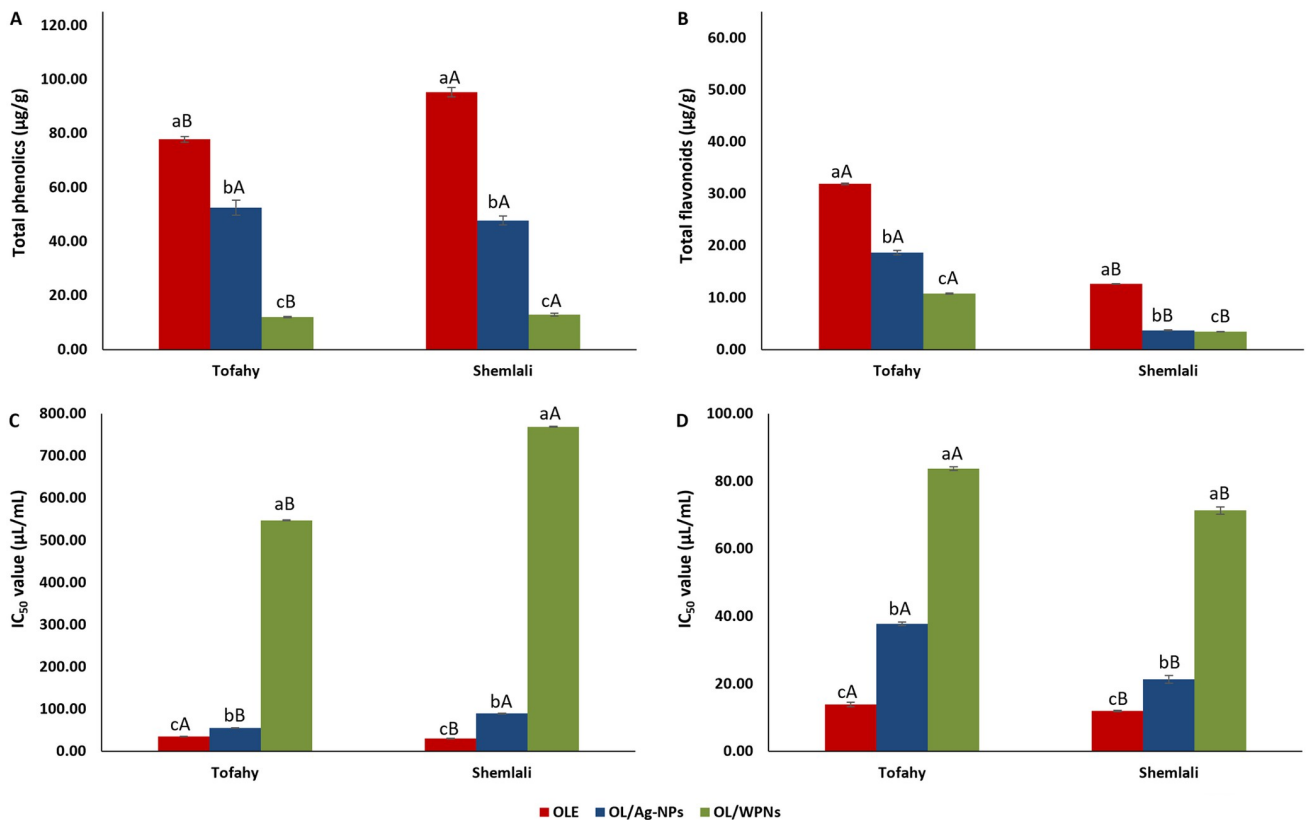 A
Total phenolics (µg/g)
120.00
100.00
80.00
60.00
40.00
20.00
0.00
aB
bA
cB
aA
bA
cA
Tofahy
Shemlali
B
Total flavonoids (µg/g)
60.00
50.00
40.00
30.00
20.00
10.00
0.00
aA
bA
cA
aB
bB
cB
Tofahy
Shemlali
C
IC50 value (µL/mL)
800.00
700.00
600.00
500.00
400.00
300.00
200.00
100.00
0.00
cA
bB
aB
cB
bA
aA
Tofahy
Shemlali
D
IC50 value (µL/mL)
100.00
80.00
60.00
40.00
20.00
0.00
cA
bA
aA
cB
bB
aB
Tofahy
Shemlali
OLE OL/Ag-NPs OL/WPNs